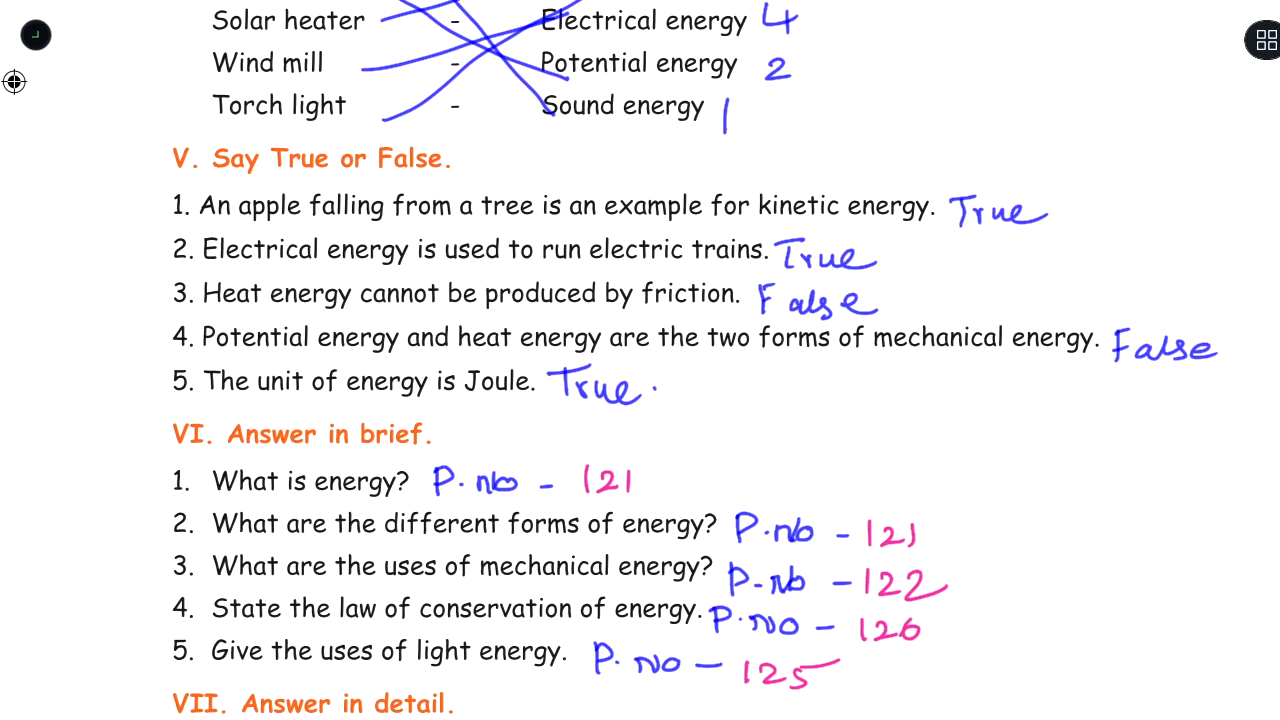 Solar heater - Electrical energy 4
Wind mill - Potential energy 2
Torch light - Sound energy 1
V. Say True or False.
1. An apple falling from a tree is an example for kinetic energy. True
2. Electrical energy is used to run electric trains. True
3. Heat energy cannot be produced by friction. False
4. Potential energy and heat energy are the two forms of mechanical energy. False
5. The unit of energy is Joule. True.
VI. Answer in brief.
1. What is energy? P. No - 121
2. What are the different forms of energy? P.No - 121
3. What are the uses of mechanical energy? P-No - 122
4. State the law of conservation of energy. P.NO - 126
5. Give the uses of light energy. P. NO - 125
VII. Answer in detail.